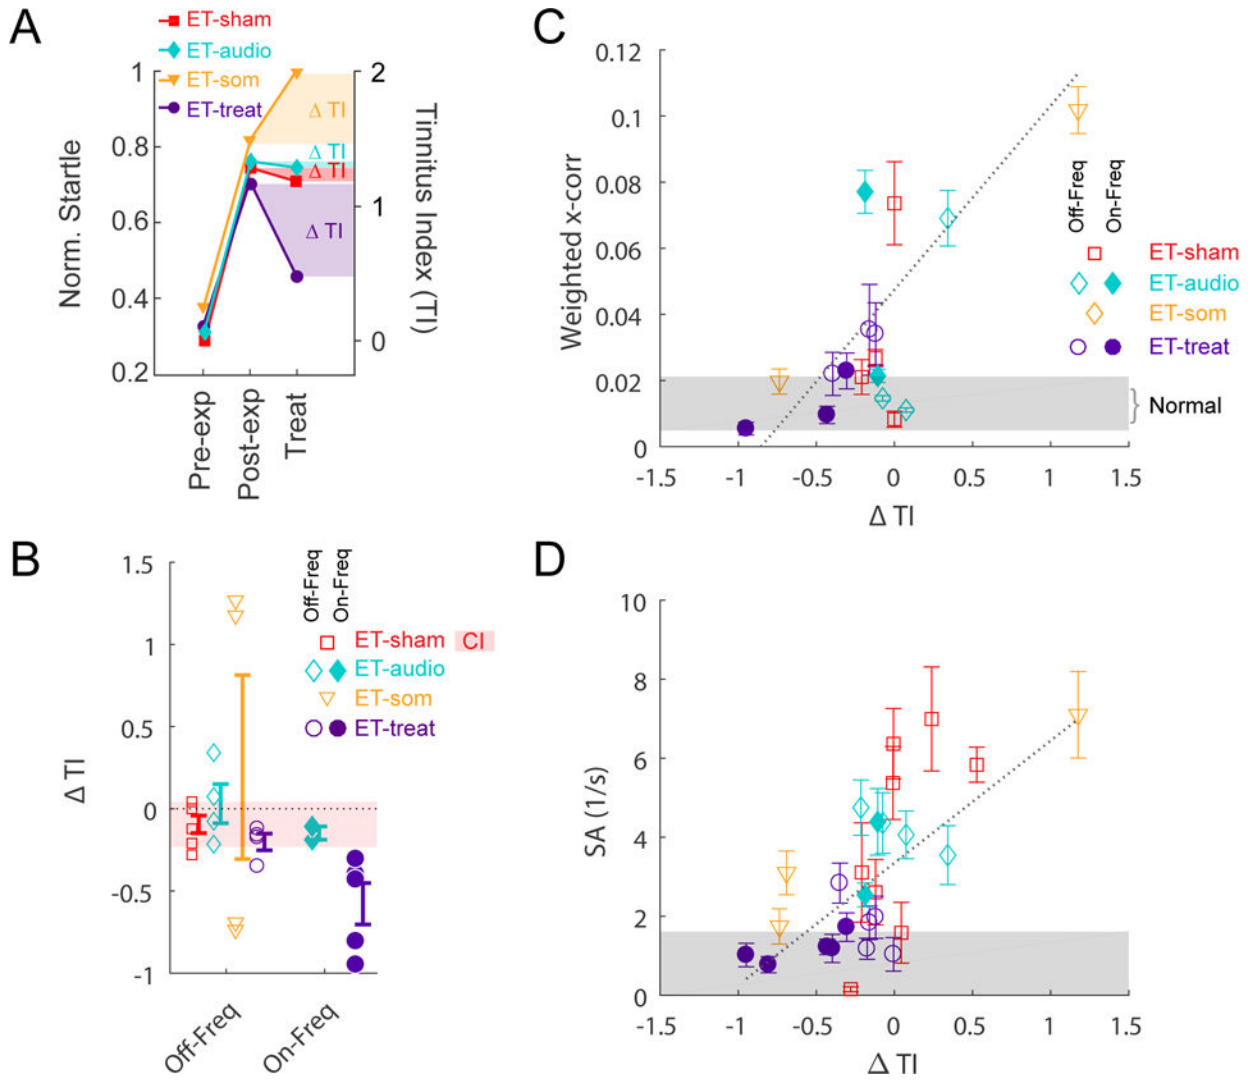 A
ET-sham
ET-audio
ET-som
ET-treat
1
0.8
0.6
0.4
0.2
Norm. Startle
2
1
0
Tinnitus Index (TI)
Δ TI
Δ TI
Δ TI
Δ TI
Pre-exp
Post-exp
Treat
B
1.5
1
0.5
0
-0.5
-1
Δ TI
Off-Freq
On-Freq
ET-sham
CI
ET-audio
ET-som
ET-treat
Off-Freq
On-Freq
C
0.12
0.1
0.08
0.06
0.04
0.02
0
Weighted x-corr
Off-Freq
On-Freq
ET-sham
ET-audio
ET-som
ET-treat
Normal
-1.5
-1
-0.5
0
0.5
1
1.5
Δ TI
D
10
8
6
4
2
0
SA (1/s)
-1.5
-1
-0.5
0
0.5
1
1.5
Δ TI